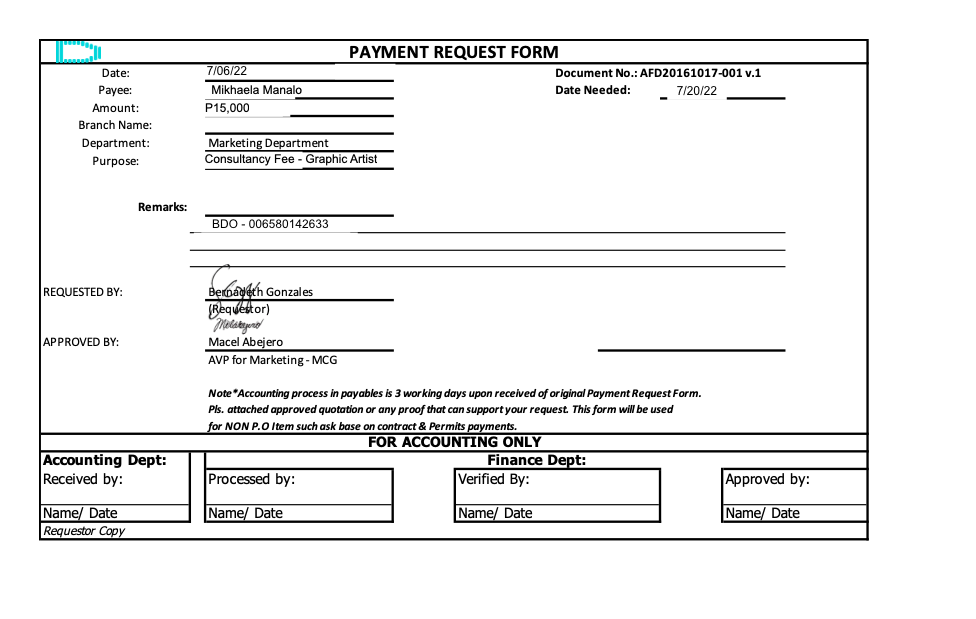 PAYMENT REQUEST FORM
Date: 7/06/22 Document No.: AFD20161017-001 v.1
Payee: Mikhaela Manalo Date Needed: 7/20/22
Amount: P15,000
Branch Name:
Department: Marketing Department
Purpose: Consultancy Fee - Graphic Artist
Remarks:
BDO - 006580142633
REQUESTED BY: Bernadeth Gonzales
(Requestor)
APPROVED BY: Macel Abejero
AVP for Marketing - MCG
Note*Accounting process in payables is 3 working days upon received of original Payment Request Form.
Pls. attached approved quotation or any proof that can support your request. This form will be used
for NON P.O Item such ask base on contract & Permits payments.
FOR ACCOUNTING ONLY
Accounting Dept: Finance Dept:
Received by: Processed by: Verified By: Approved by:
Name/ Date Name/ Date Name/ Date Name/ Date
Requestor Copy